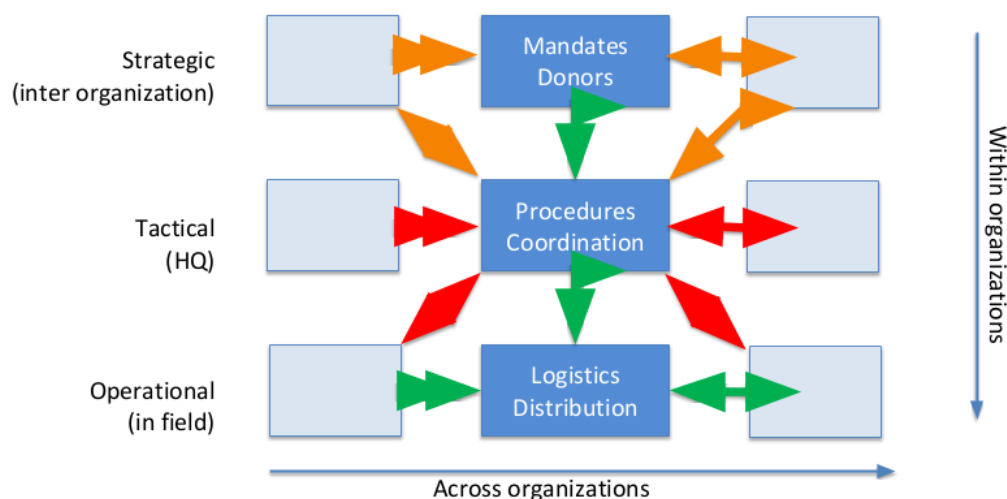 Strategic
(inter organization)
Mandates
Donors
Tactical
(HQ)
Procedures
Coordination
Operational
(in field)
Logistics
Distribution
Within organizations
Across organizations